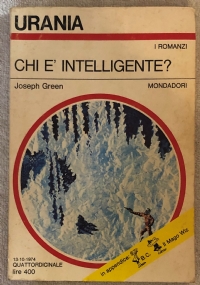 URANIA
I ROMANZI
CHI E' INTELLIGENTE?
Joseph Green
MONDADORI
in appendice:
B.C.
Il Mago Wiz
13-10-1974
QUATTORDICINALE
lire 400